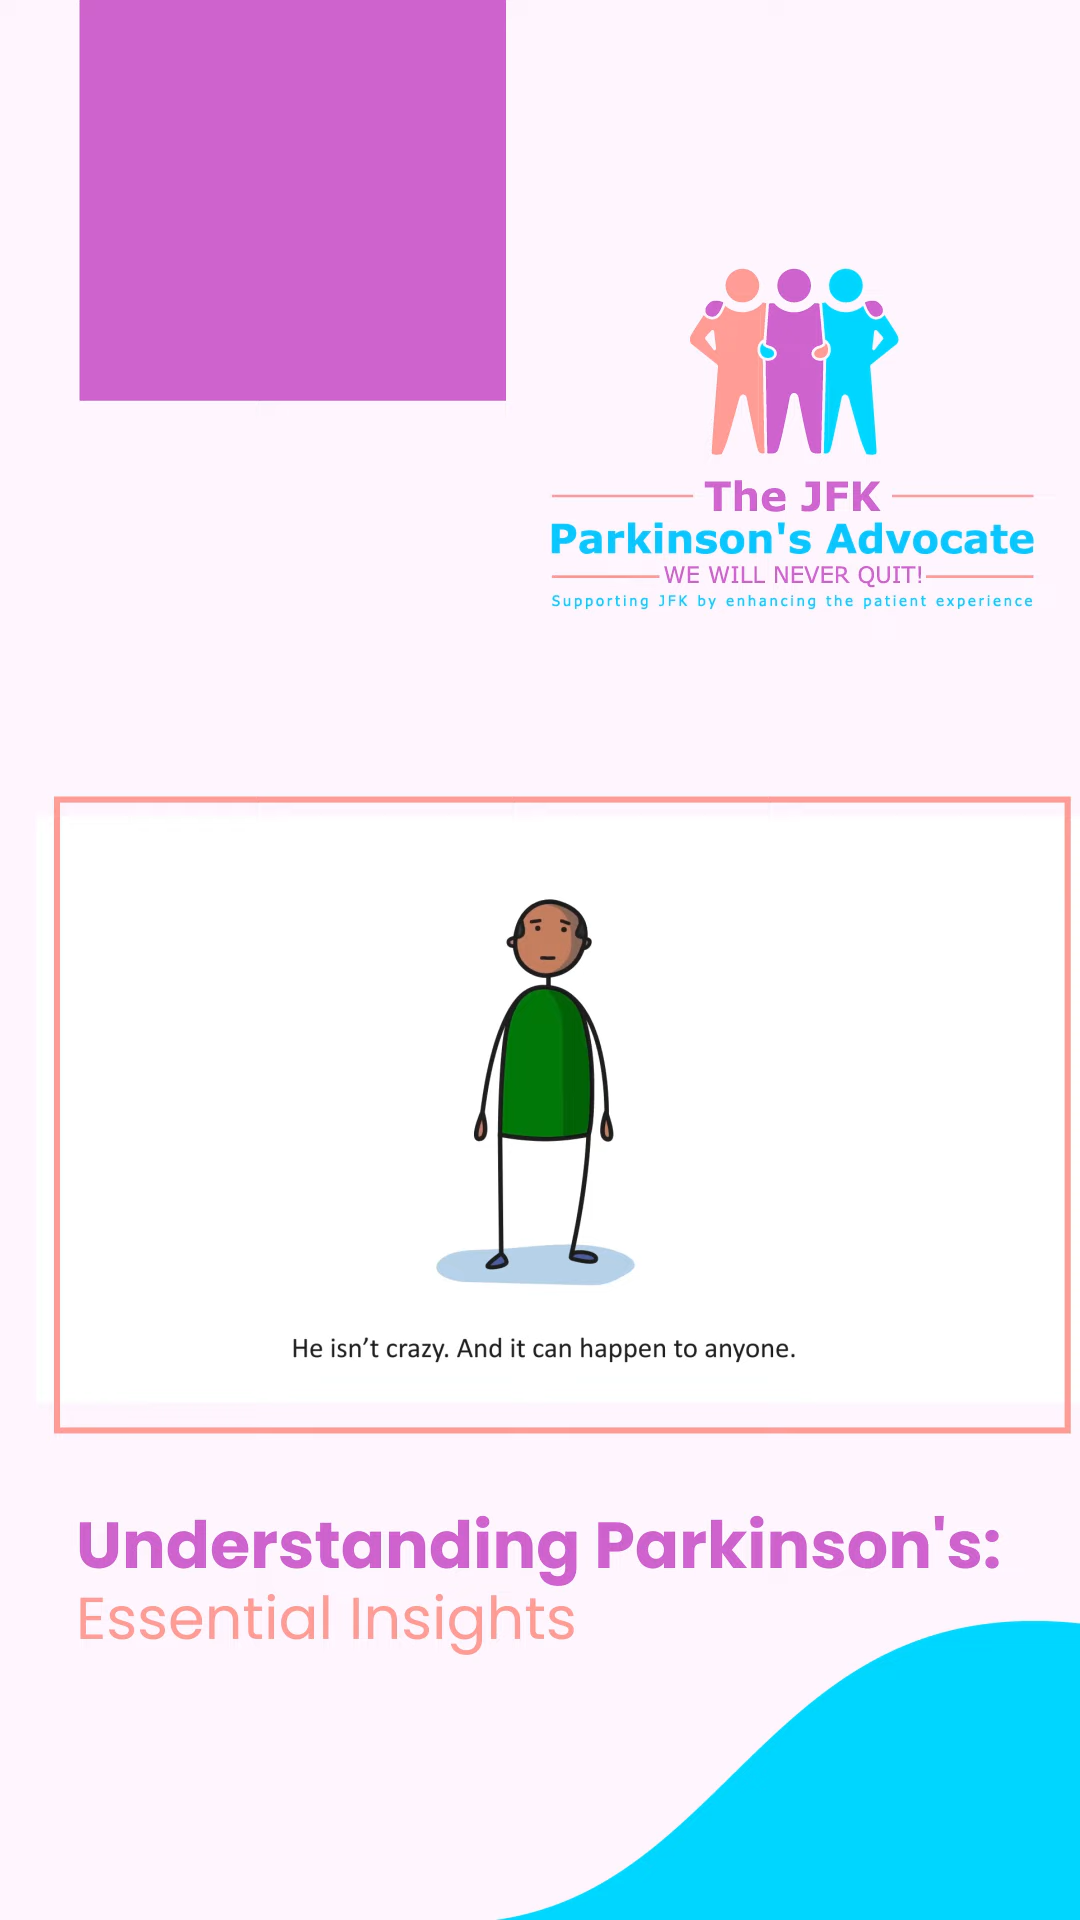 The JFK
Parkinson's Advocate
WE WILL NEVER QUIT!
Supporting JFK by enhancing the patient experience
He isn’t crazy. And it can happen to anyone.
Understanding Parkinson's:
Essential Insights